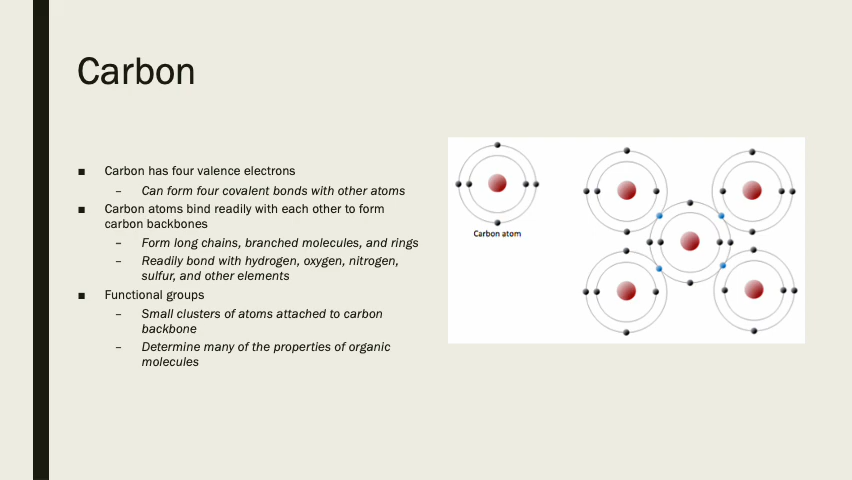 Carbon
■ Carbon has four valence electrons
– Can form four covalent bonds with other atoms
■ Carbon atoms bind readily with each other to form
carbon backbones
– Form long chains, branched molecules, and rings
– Readily bond with hydrogen, oxygen, nitrogen,
sulfur, and other elements
■ Functional groups
– Small clusters of atoms attached to carbon
backbone
– Determine many of the properties of organic
molecules
Carbon atom